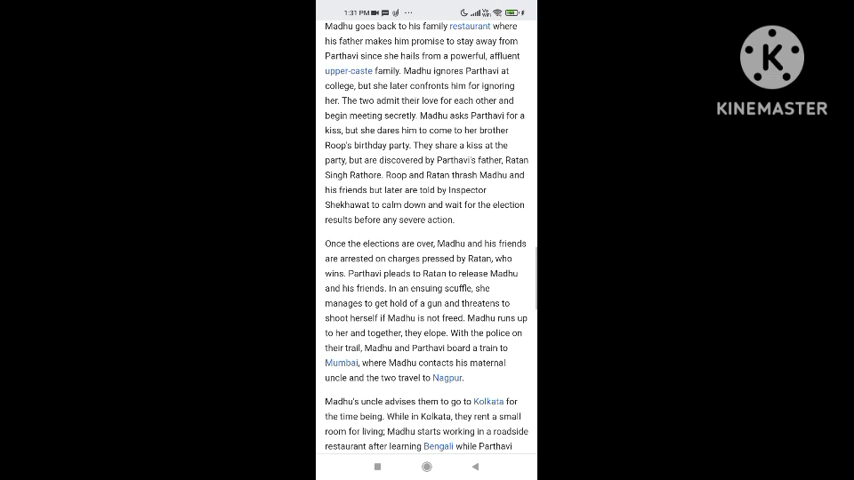 1:31 PM
Madhu goes back to his family restaurant where
his father makes him promise to stay away from
Parthavi since she hails from a powerful, affluent
upper-caste family. Madhu ignores Parthavi at
college, but she later confronts him for ignoring
her. The two admit their love for each other and
begin meeting secretly. Madhu asks Parthavi for a
kiss, but she dares him to come to her brother
Roop's birthday party. They share a kiss at the
party, but are discovered by Parthavi's father, Ratan
Singh Rathore. Roop and Ratan thrash Madhu and
his friends but later are told by Inspector
Shekhawat to calm down and wait for the election
results before any severe action.
Once the elections are over, Madhu and his friends
are arrested on charges pressed by Ratan, who
wins. Parthavi pleads to Ratan to release Madhu
and his friends. In an ensuing scuffle, she
manages to get hold of a gun and threatens to
shoot herself if Madhu is not freed. Madhu runs up
to her and together, they elope. With the police on
their trail, Madhu and Parthavi board a train to
Mumbai, where Madhu contacts his maternal
uncle and the two travel to Nagpur.
Madhu's uncle advises them to go to Kolkata for
the time being. While in Kolkata, they rent a small
room for living; Madhu starts working in a roadside
restaurant after learning Bengali while Parthavi
K
KINEMASTER